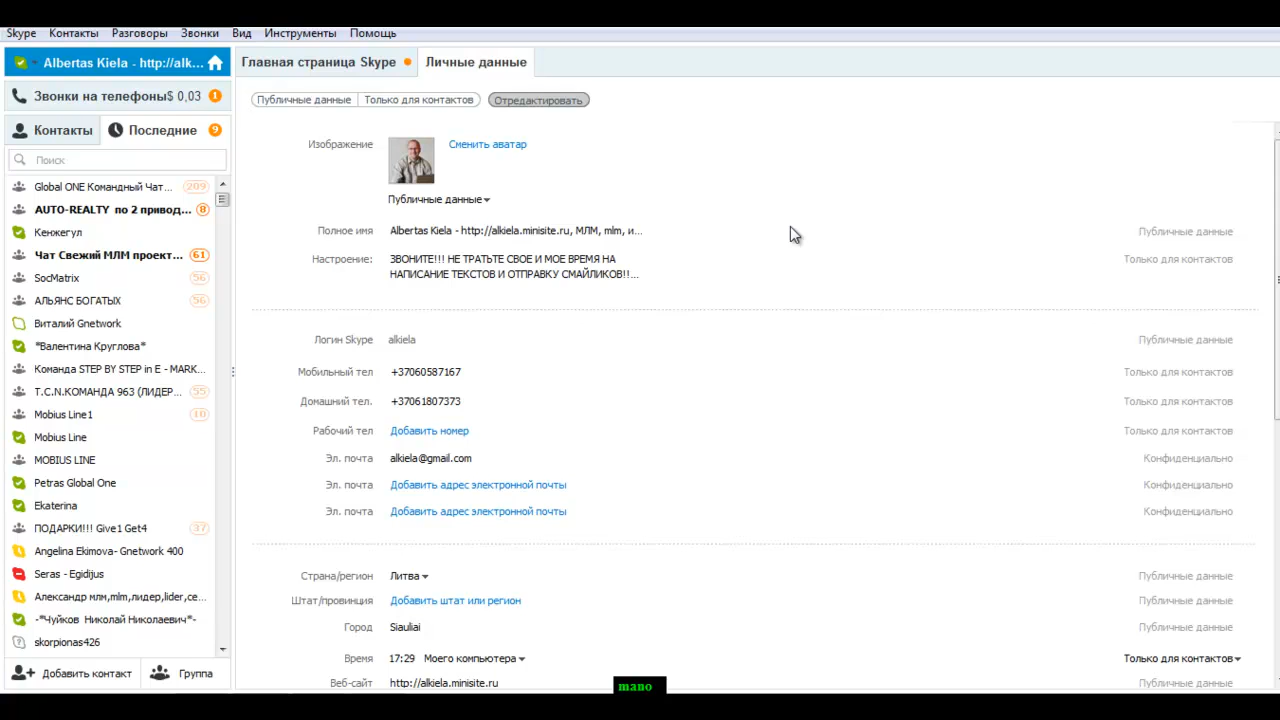 Skype Контакты Разговоры Звонки Вид Инструменты Помощь
Albertas Kiela - http://alk...
Главная страница Skype
Личные данные
Звонки на телефоны$ 0,03 1
Публичные данные
Только для контактов
Отредактировать
Контакты
Последние 9
Поиск
Global ONE Командный Чат... 209
AUTO-REALTY по 2 привод... 8
Кенжегул
Чат Свежий МЛМ проект... 61
SocMatrix 56
АЛЬЯНС БОГАТЫХ 56
Виталий Gnetwork
*Валентина Круглова*
Команда STEP BY STEP in E - MARK...
T.C.N.КОМАНДА 963 (ЛИДЕР... 55
Mobius Line1 10
Mobius Line
MOBIUS LINE
Petras Global One
Ekaterina
ПОДАРКИ!!! Give1 Get4 37
Angelina Ekimova- Gnetwork 400
Seras - Egidijus
Александр млм,mlm,лидер,lider,се...
-*Чуйков Николай Николаевич*-
skorpionas426
Добавить контакт
Группа
Изображение
Сменить аватар
Публичные данные
Полное имя Albertas Kiela - http://alkiela.minisite.ru, МЛМ, mlm, и... Публичные данные
Настроение: ЗВОНИТЕ!!! НЕ ТРАТЬТЕ СВОЕ И МОЕ ВРЕМЯ НА Только для контактов
НАПИСАНИЕ ТЕКСТОВ И ОТПРАВКУ СМАЙЛИКОВ!!...
Логин Skype alkiela Публичные данные
Мобильный тел +37060587167 Только для контактов
Домашний тел. +37061807373 Только для контактов
Рабочий тел Добавить номер Только для контактов
Эл. почта alkiela@gmail.com Конфиденциально
Эл. почта Добавить адрес электронной почты Конфиденциально
Эл. почта Добавить адрес электронной почты Конфиденциально
Страна/регион Литва Публичные данные
Штат/провинция Добавить штат или регион Публичные данные
Город Siauliai Публичные данные
Время 17:29 Моего компьютера Только для контактов
Веб-сайт http://alkiela.minisite.ru Публичные данные
mano